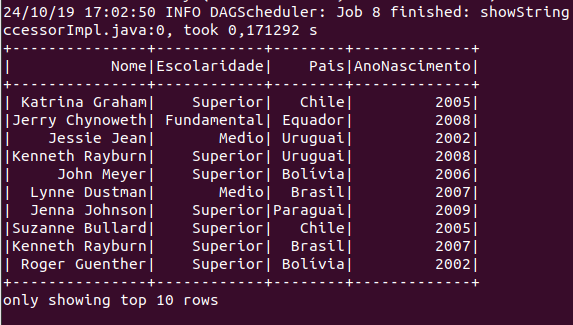 24/10/19 17:02:50 INFO DAGScheduler: Job 8 finished: showString
ccessorImpl.java:0, took 0,171292 s
+---------------+------------+--------+-------------+
|           Nome|Escolaridade|    Pais|AnoNascimento|
+---------------+------------+--------+-------------+
| Katrina Graham|    Superior|   Chile|         2005|
|Jerry Chynoweth| Fundamental| Equador|         2008|
|    Jessie Jean|       Medio| Uruguai|         2002|
|Kenneth Rayburn|    Superior| Uruguai|         2008|
|     John Meyer|    Superior| Bolívia|         2006|
|  Lynne Dustman|       Medio|  Brasil|         2007|
|  Jenna Johnson|    Superior|Paraguai|         2009|
|Suzanne Bullard|    Superior|   Chile|         2005|
|Kenneth Rayburn|    Superior|  Brasil|         2007|
| Roger Guenther|    Superior| Bolívia|         2002|
+---------------+------------+--------+-------------+
only showing top 10 rows